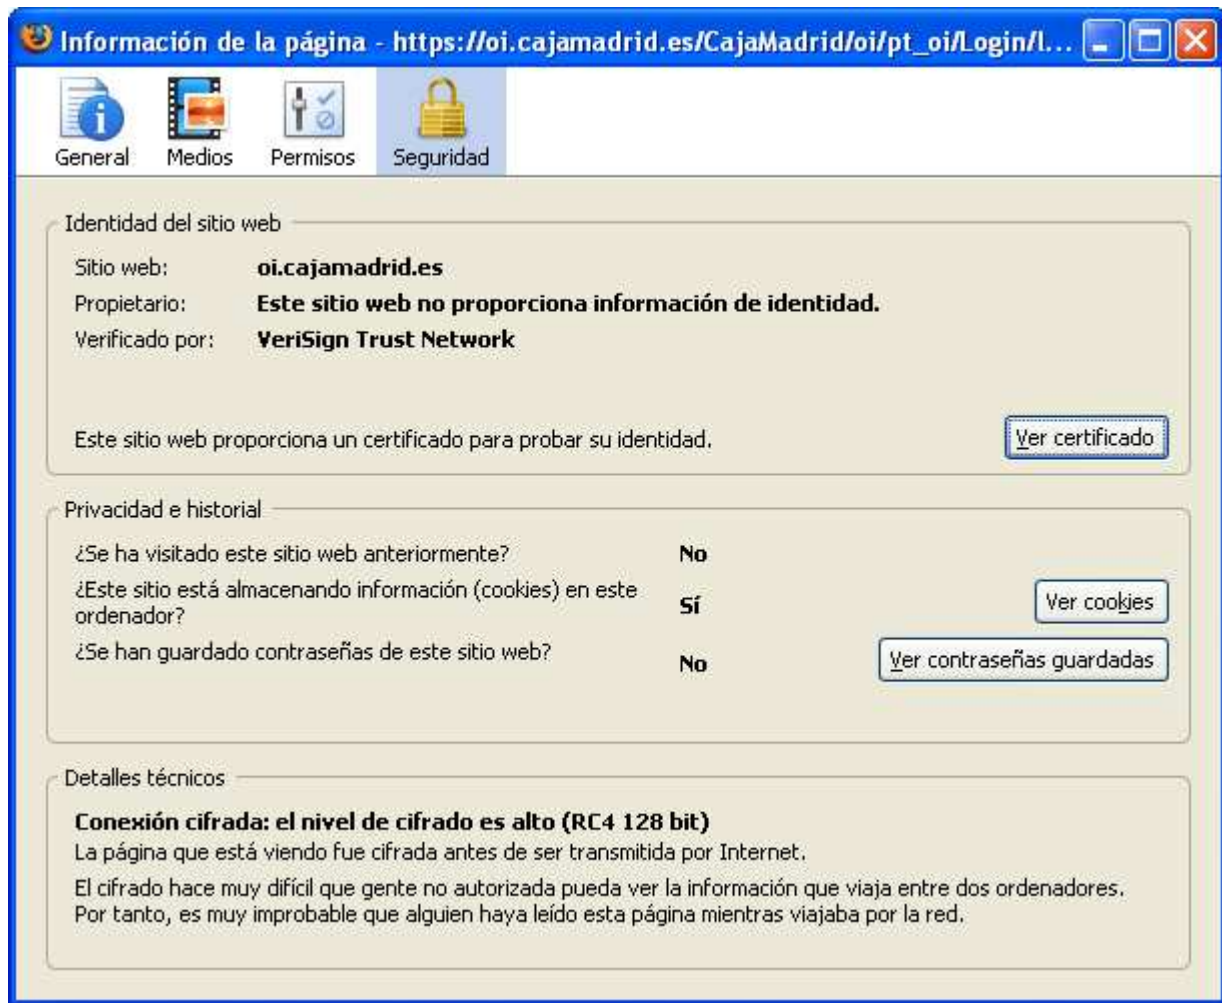 Información de la página - https://oi.cajamadrid.es/CajaMadrid/oi/pt_oi/Login/l...
General Medios Permisos Seguridad
Identidad del sitio web
Sitio web: oi.cajamadrid.es
Propietario: Este sitio web no proporciona información de identidad.
Verificado por: VeriSign Trust Network
Este sitio web proporciona un certificado para probar su identidad. Ver certificado
Privacidad e historial
¿Se ha visitado este sitio web anteriormente? No
¿Este sitio está almacenando información (cookies) en este
ordenador? Sí Ver cookies
¿Se han guardado contraseñas de este sitio web? No Ver contraseñas guardadas
Detalles técnicos
Conexión cifrada: el nivel de cifrado es alto (RC4 128 bit)
La página que está viendo fue cifrada antes de ser transmitida por Internet.
El cifrado hace muy difícil que gente no autorizada pueda ver la información que viaja entre dos ordenadores.
Por tanto, es muy improbable que alguien haya leído esta página mientras viajaba por la red.